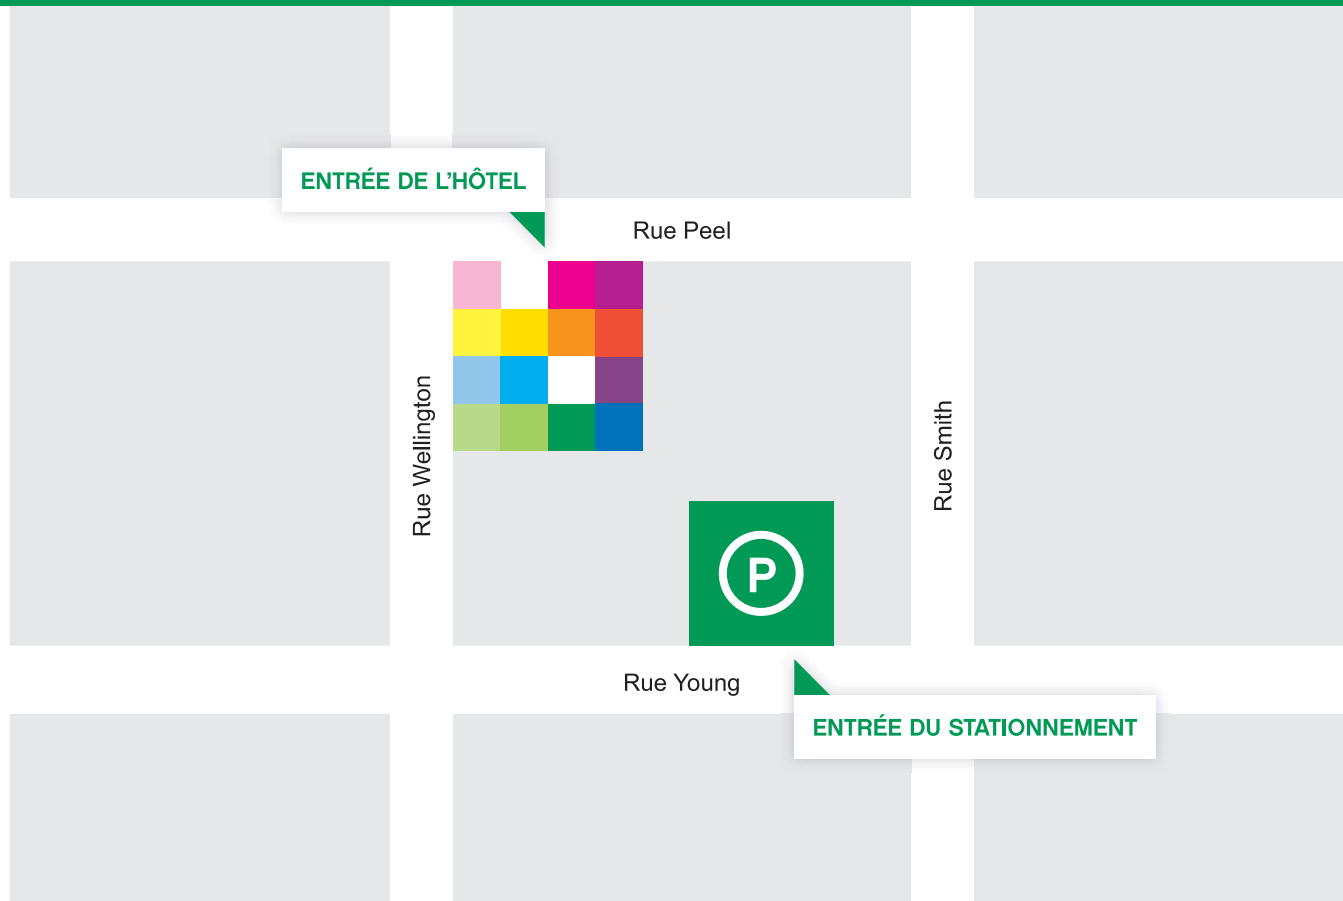 ENTRÉE DE L’HÔTEL
Rue Peel
Rue Wellington
Rue Smith
P
Rue Young
ENTRÉE DU STATIONNEMENT